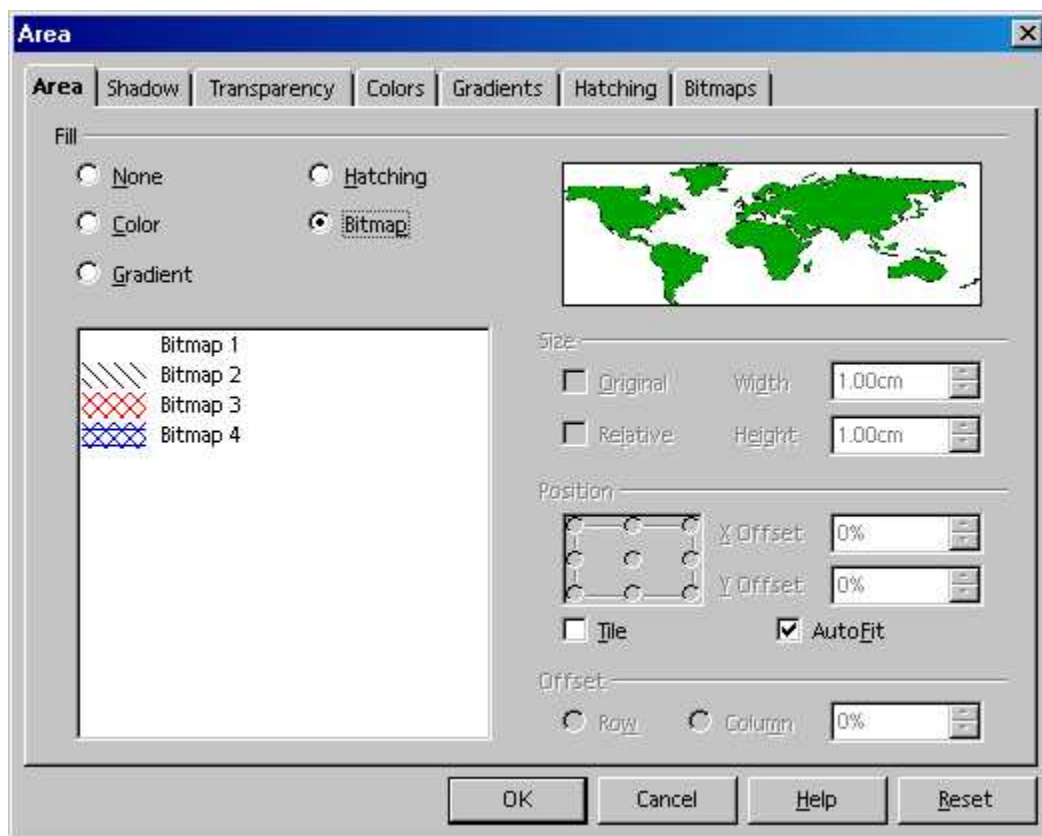 Area
Area Shadow Transparency Colors Gradients Hatching Bitmaps
Fill
None Hatching
Color Bitmap
Gradient
Bitmap 1
Bitmap 2
Bitmap 3
Bitmap 4
Size
Original Width 1.00cm
Relative Height 1.00cm
Position
X Offset 0%
Y Offset 0%
Tile AutoFit
Offset
Row Column 0%
OK Cancel Help Reset